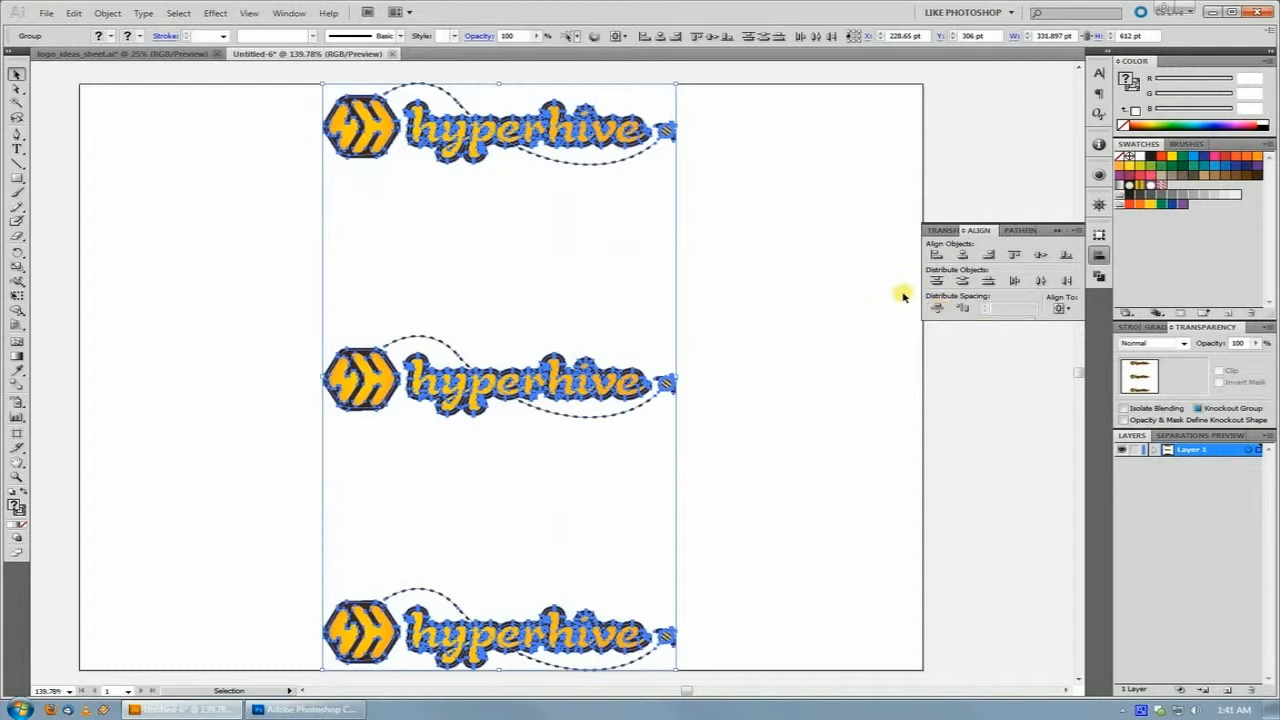 Ai File Edit Object Type Select Effect View Window Help Br LIKE PHOTOSHOP
Group Stroke: Basic Style: Opacity: 100 % X: 228.65 pt Y: 306 pt W: 331.897 pt H: 612 pt
logo_ideas_sheet.ai* @ 25% (RGB/Preview) Untitled-6* @ 139.78% (RGB/Preview)
COLOR
R
G
B
SWATCHES BRUSHES
hyperhive
ALIGN
Align Objects:
Distribute Objects:
Distribute Spacing: Align To:
STRO GRAD TRANSPARENCY
Normal Opacity: 100 %
Clip
Invert Mask
Isolate Blending Knockout Group
Opacity & Mask Define Knockout Shape
hyperhive
LAYERS SEPARATIONS PREVIEW
Layer 1
hyperhive
139.78% 1 Selection 1 Layer
Untitled-6* @ 139.78... Adobe Photoshop C... 1:41 AM